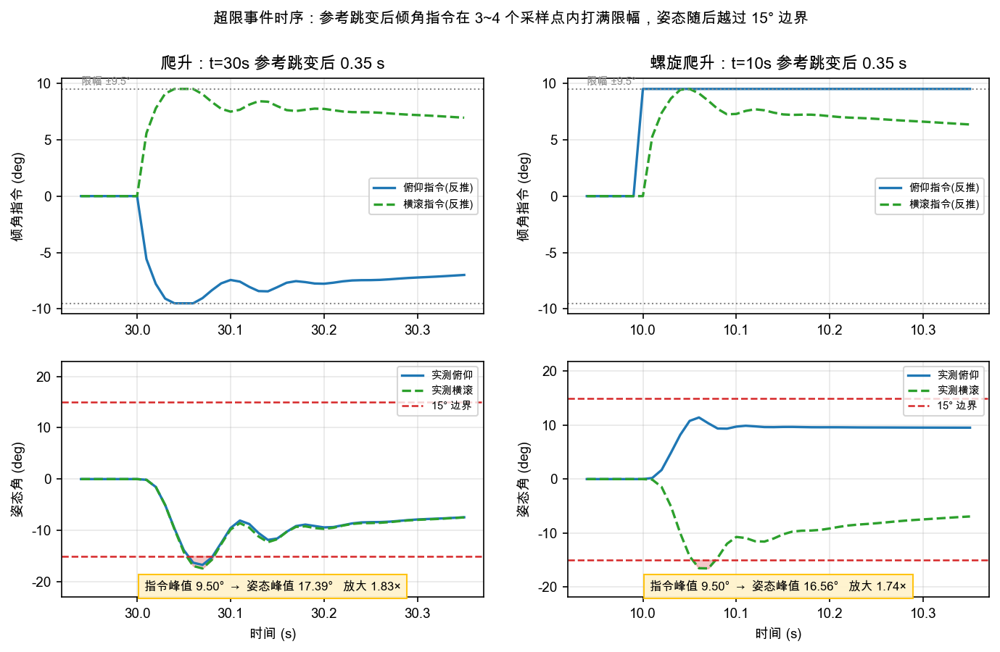 超限事件时序：参考跳变后倾角指令在 3~4 个采样点内打满限幅，姿态随后越过 15° 边界
爬升：t=30s 参考跳变后 0.35 s
限幅 ±9.5°
10
5
0
-5
-10
倾角指令 (deg)
俯仰指令(反推)
横滚指令(反推)
30.0
30.1
30.2
30.3
螺旋爬升：t=10s 参考跳变后 0.35 s
限幅 ±9.5°
10
5
0
-5
-10
倾角指令 (deg)
俯仰指令(反推)
横滚指令(反推)
10.0
10.1
10.2
10.3
20
10
0
-10
-20
姿态角 (deg)
实测俯仰
实测横滚
15° 边界
指令峰值 9.50° → 姿态峰值 17.39° 放大 1.83×
30.0
30.1
30.2
30.3
时间 (s)
20
10
0
-10
-20
姿态角 (deg)
实测俯仰
实测横滚
15° 边界
指令峰值 9.50° → 姿态峰值 16.56° 放大 1.74×
10.0
10.1
10.2
10.3
时间 (s)